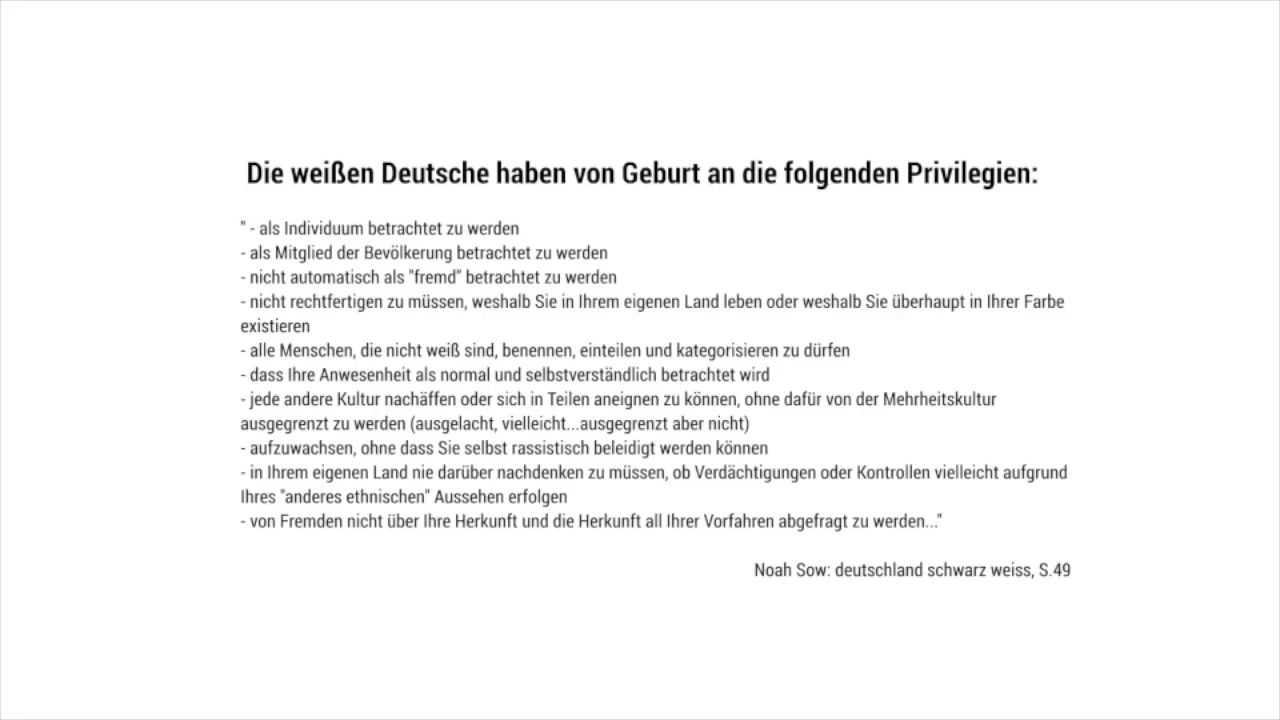 Die weißen Deutsche haben von Geburt an die folgenden Privilegien:
" - als Individuum betrachtet zu werden
- als Mitglied der Bevölkerung betrachtet zu werden
- nicht automatisch als "fremd" betrachtet zu werden
- nicht rechtfertigen zu müssen, weshalb Sie in Ihrem eigenen Land leben oder weshalb Sie überhaupt in Ihrer Farbe
existieren
- alle Menschen, die nicht weiß sind, benennen, einteilen und kategorisieren zu dürfen
- dass Ihre Anwesenheit als normal und selbstverständlich betrachtet wird
- jede andere Kultur nachäffen oder sich in Teilen aneignen zu können, ohne dafür von der Mehrheitskultur
ausgegrenzt zu werden (ausgelacht, vielleicht...ausgegrenzt aber nicht)
- aufzuwachsen, ohne dass Sie selbst rassistisch beleidigt werden können
- in Ihrem eigenen Land nie darüber nachdenken zu müssen, ob Verdächtigungen oder Kontrollen vielleicht aufgrund
Ihres "anderes ethnischen" Aussehen erfolgen
- von Fremden nicht über Ihre Herkunft und die Herkunft all Ihrer Vorfahren abgefragt zu werden..."
Noah Sow: deutschland schwarz weiss, S.49